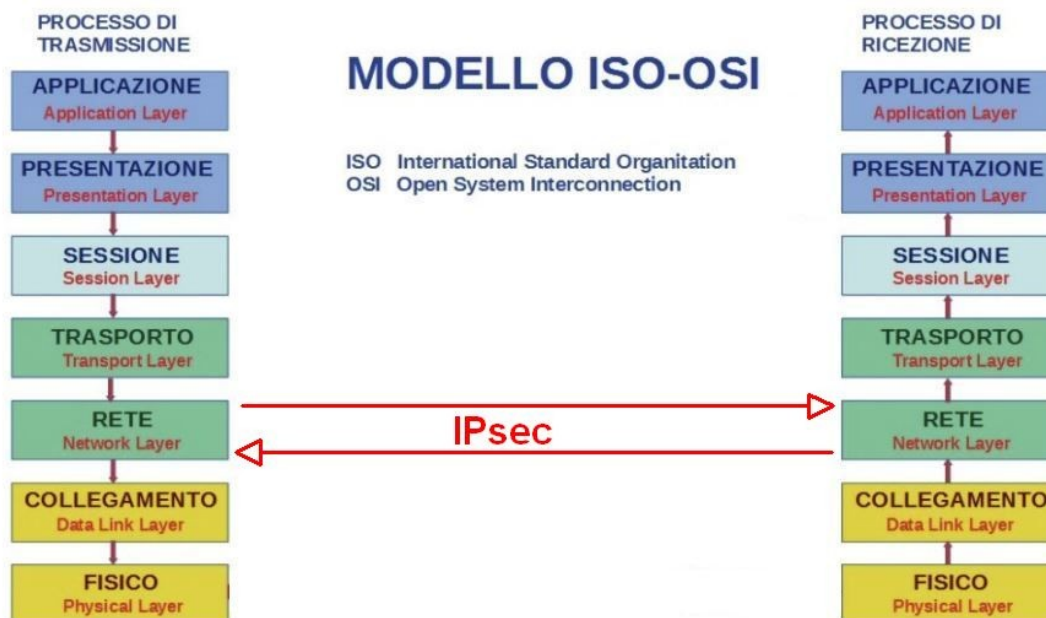 PROCESSO DI
TRASMISSIONE
APPLICAZIONE
Application Layer
PRESENTAZIONE
Presentation Layer
SESSIONE
Session Layer
TRASPORTO
Transport Layer
RETE
Network Layer
COLLEGAMENTO
Data Link Layer
FISICO
Physical Layer
MODELLO ISO-OSI
ISO International Standard Organitation
OSI Open System Interconnection
IPsec
PROCESSO DI
RICEZIONE
APPLICAZIONE
Application Layer
PRESENTAZIONE
Presentation Layer
SESSIONE
Session Layer
TRASPORTO
Transport Layer
RETE
Network Layer
COLLEGAMENTO
Data Link Layer
FISICO
Physical Layer